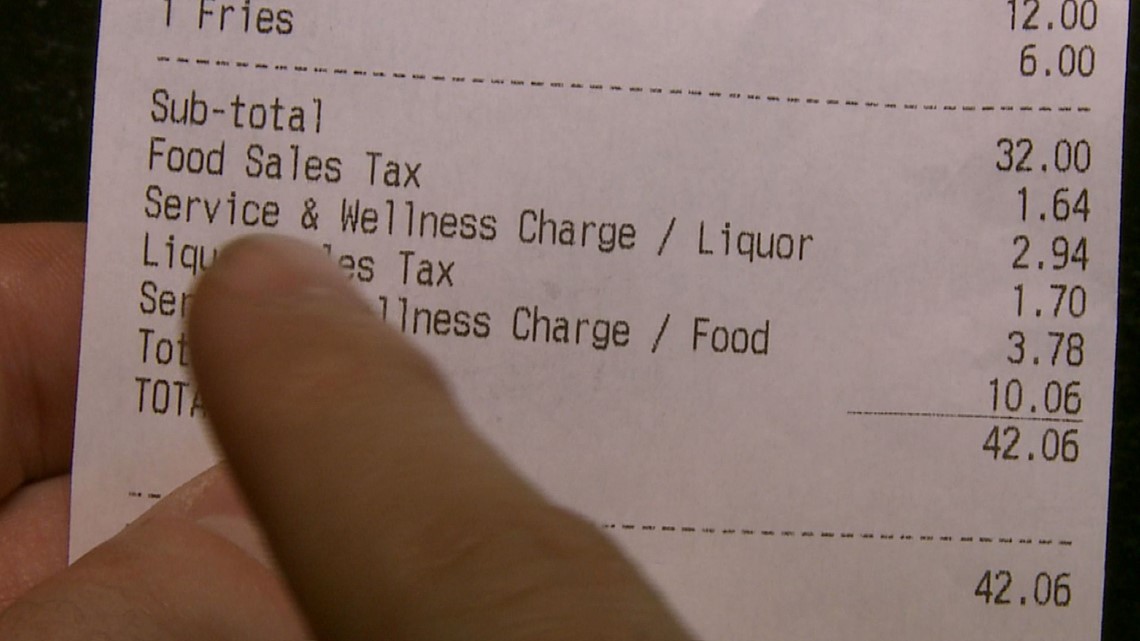 12.00
1 Fries 6.00
Sub-total 32.00
Food Sales Tax 1.64
Service & Wellness Charge / Liquor 2.94
Liqu les Tax 1.70
Ser llness Charge / Food 3.78
Tot 10.06
TOTA 42.06
42.06